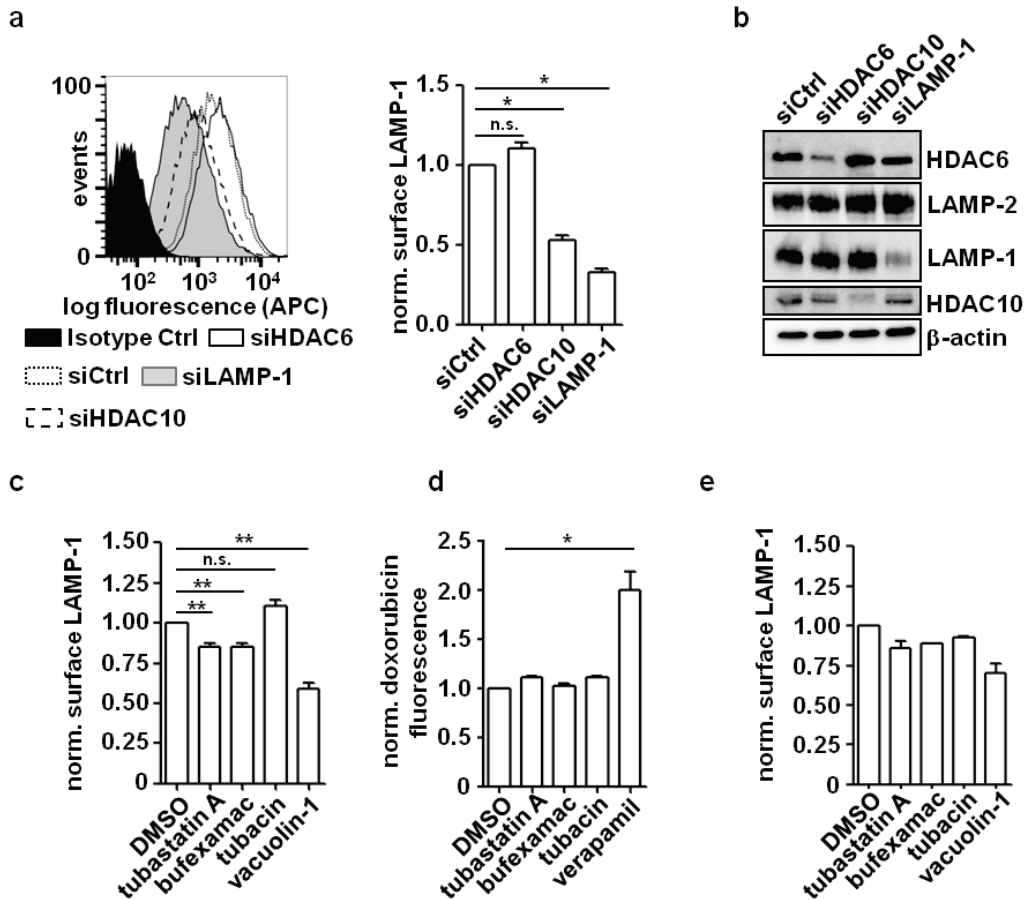 a
100
events
0
10²
10³
10⁴
log fluorescence (APC)
Isotype Ctrl
siHDAC6
siCtrl
siLAMP-1
siHDAC10
norm. surface LAMP-1
1.5
1.0
0.5
0.0
*
*
n.s.
siCtrl
siHDAC6
siHDAC10
siLAMP-1
b
siCtrl
siHDAC6
siHDAC10
siLAMP-1
HDAC6
LAMP-2
LAMP-1
HDAC10
β-actin
c
norm. surface LAMP-1
1.50
1.25
1.00
0.75
0.50
0.25
0
**
n.s.
**
**
DMSO
tubastatin A
bufexamac
tubacin
vacuolin-1
d
norm. doxorubicin
fluorescence
2.5
2.0
1.5
1.0
0.5
0
*
DMSO
tubastatin A
bufexamac
tubacin
verapamil
e
norm. surface LAMP-1
1.50
1.25
1.00
0.75
0.50
0.25
0
DMSO
tubastatin A
bufexamac
tubacin
vacuolin-1